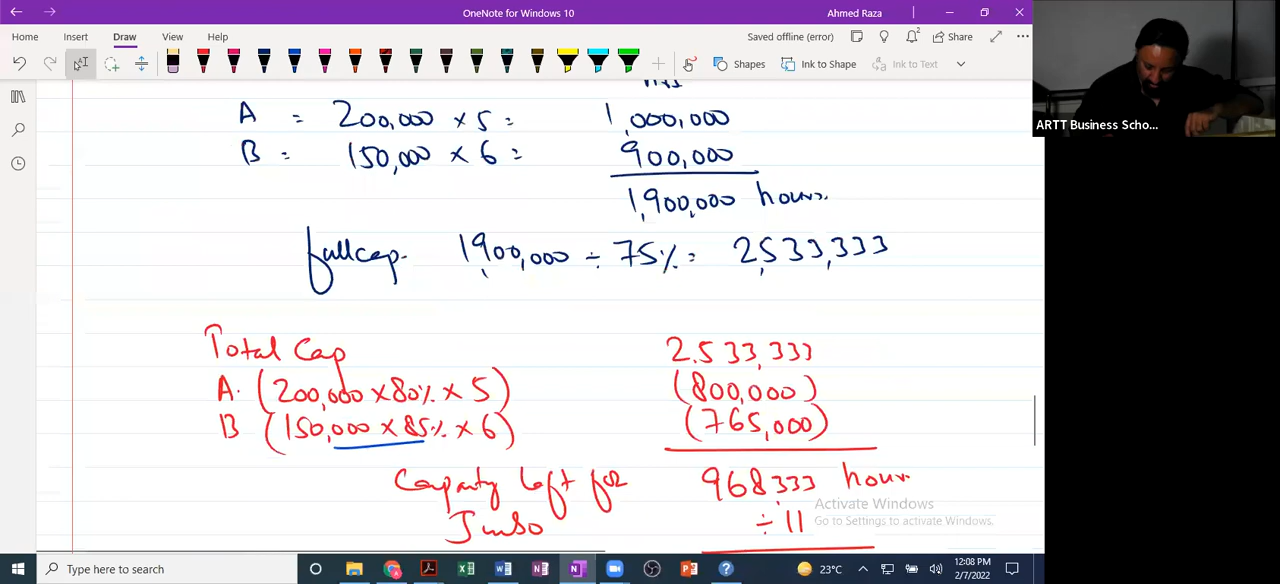 OneNote for Windows 10
Ahmed Raza
Home Insert Draw View Help
Saved offline (error)
Share
Shapes
Ink to Shape
Ink to Text
ARTT Business Scho...
A = 200,000 × 5 = 1,000,000
B = 150,000 × 6 = 900,000
1,900,000 hours.
full cap. 1,900,000 ÷ 75% = 2,533,333
Total Cap 2,533,333
A. (200,000 × 80% × 5) (800,000)
B (150,000 × 85% × 6) (765,000)
Capacity left for 968,333 hour
Jumbo ÷ 11
Activate Windows
Go to Settings to activate Windows.
Type here to search
23°C
12:08 PM
2/7/2022